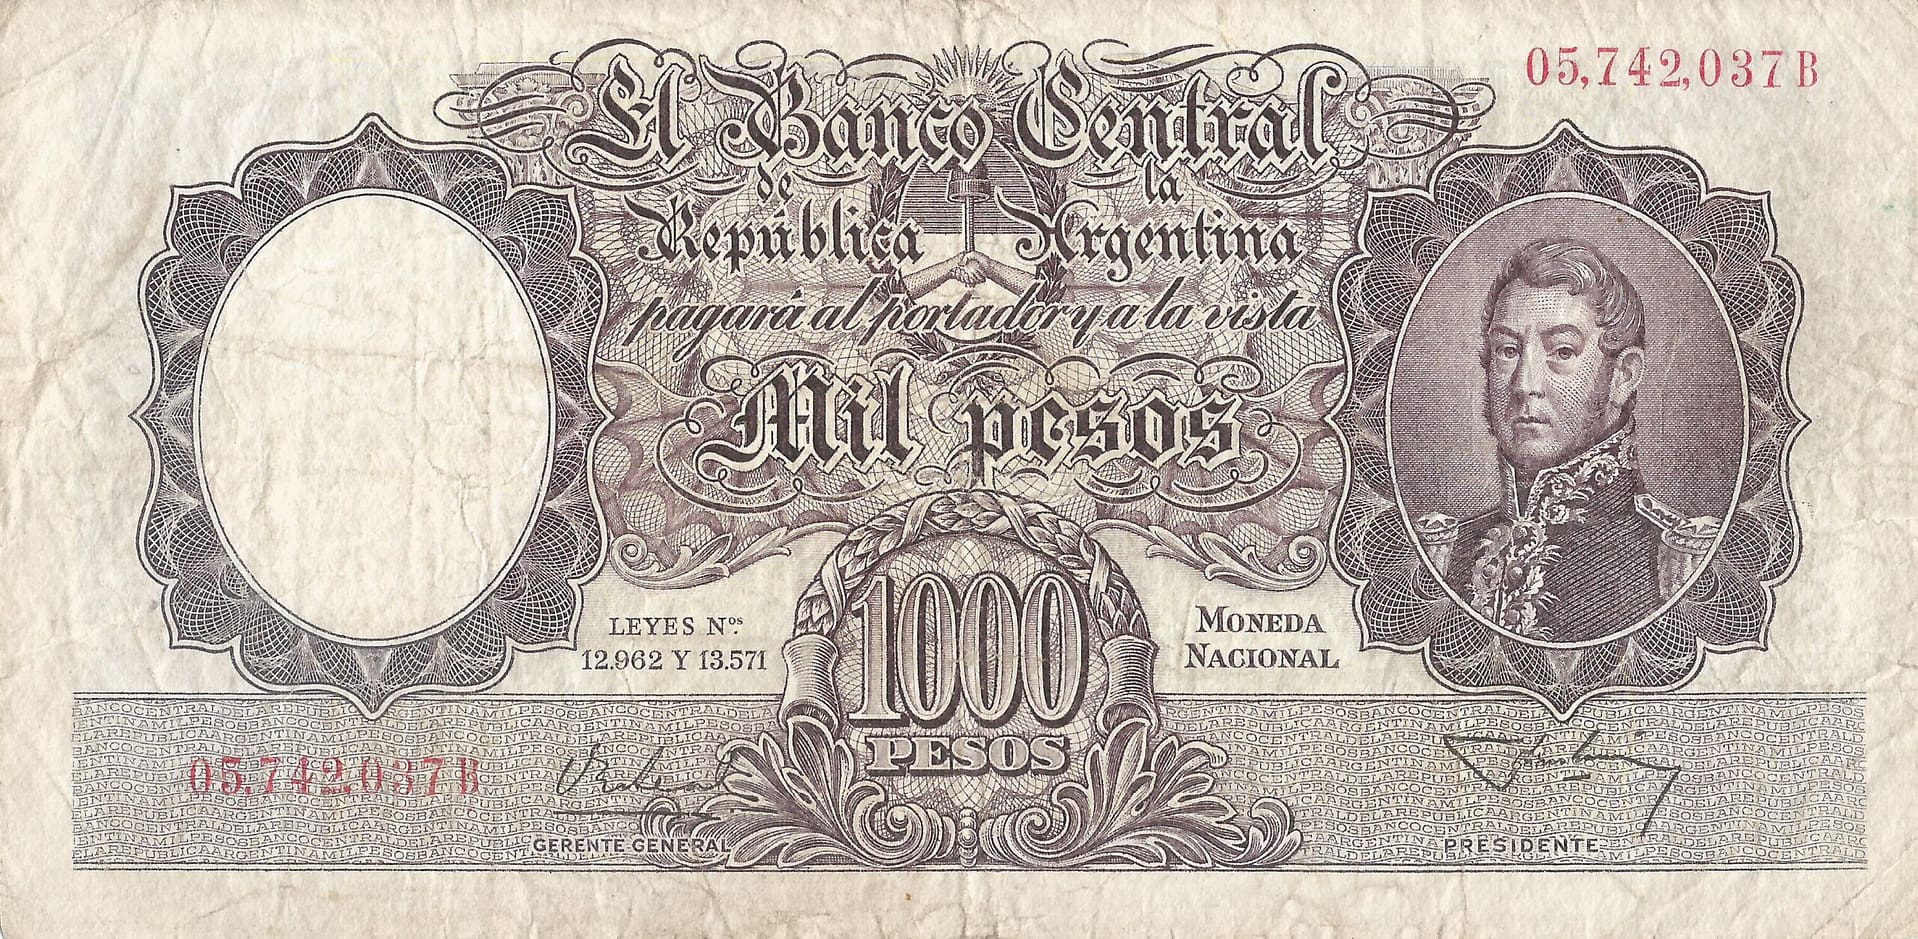 05,742,037 B
El Banco Central
de la
República Argentina
pagará al portador y a la vista
Mil pesos
LEYES Nos.
12.962 Y 13.571
MONEDA
NACIONAL
1000
PESOS
05.742.037 B
GERENTE GENERAL
PRESIDENTE